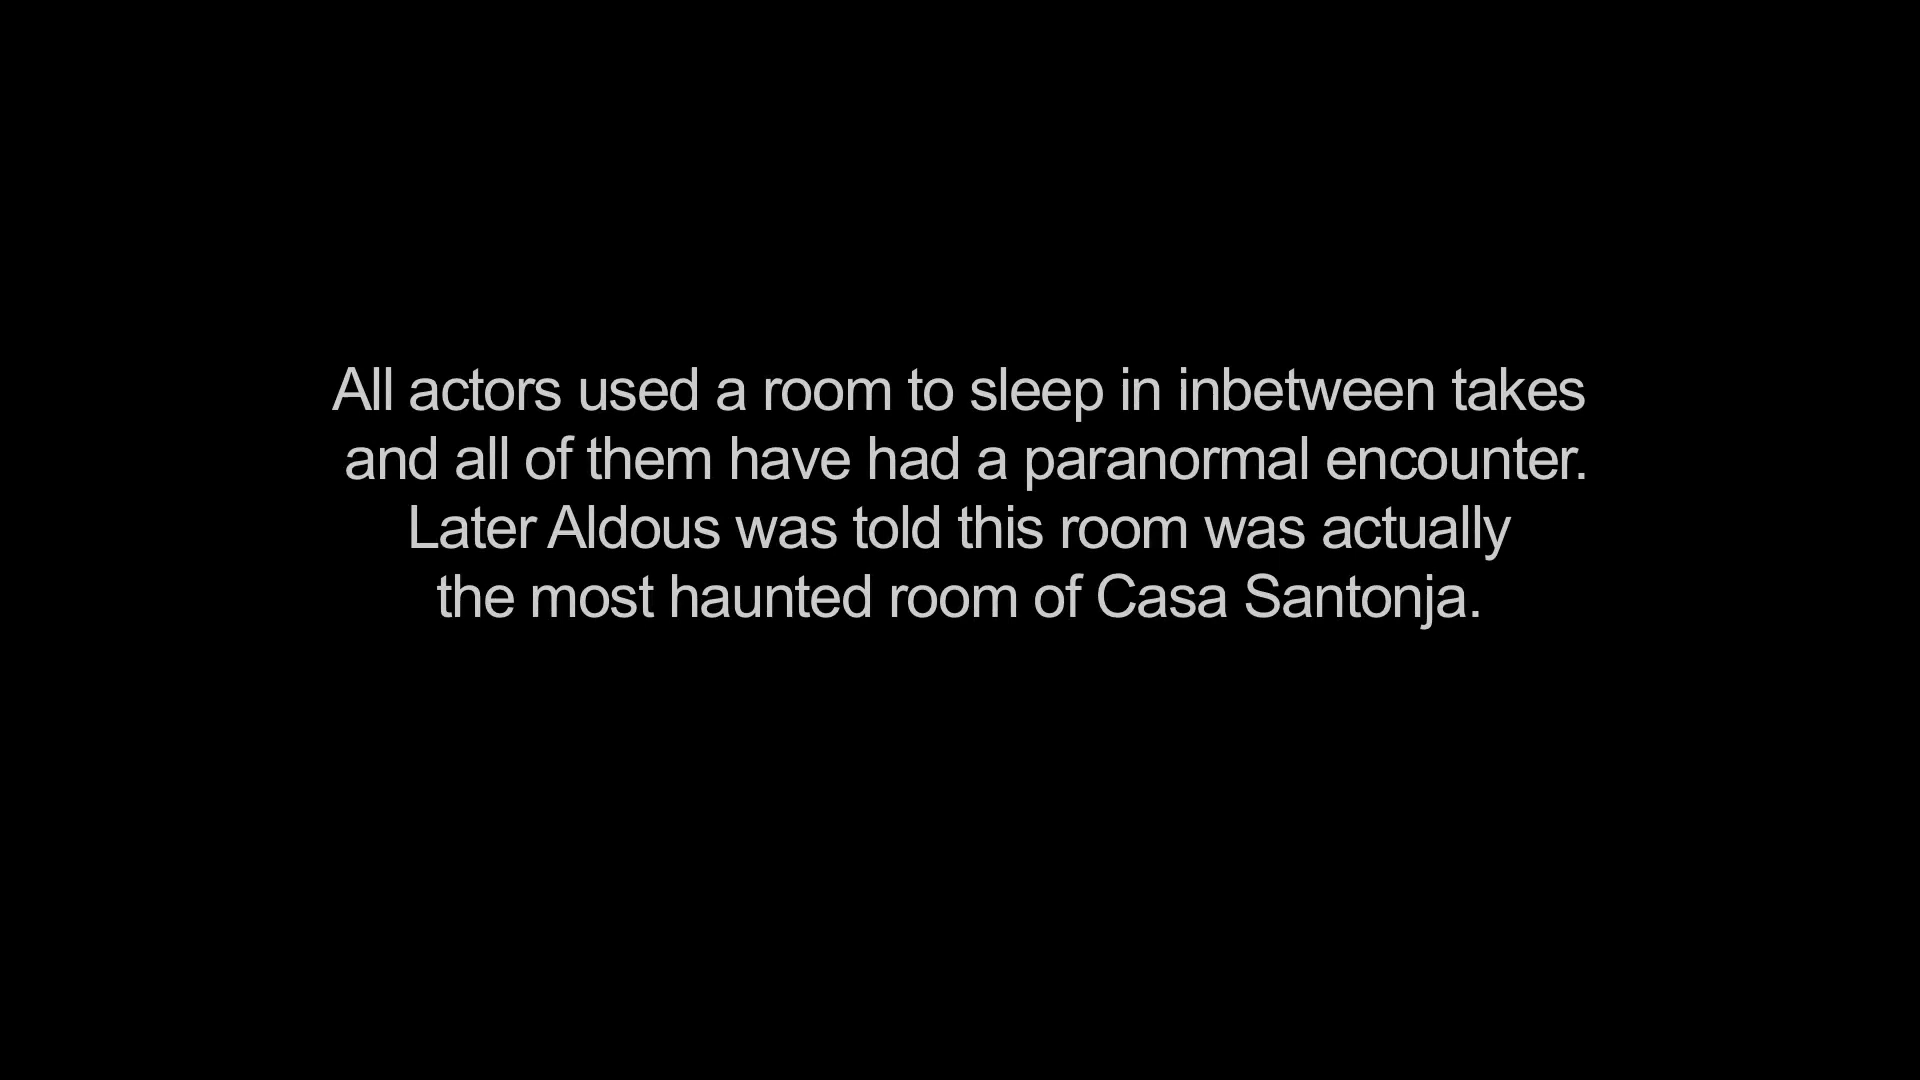 All actors used a room to sleep in inbetween takes
and all of them have had a paranormal encounter.
Later Aldous was told this room was actually
the most haunted room of Casa Santonja.